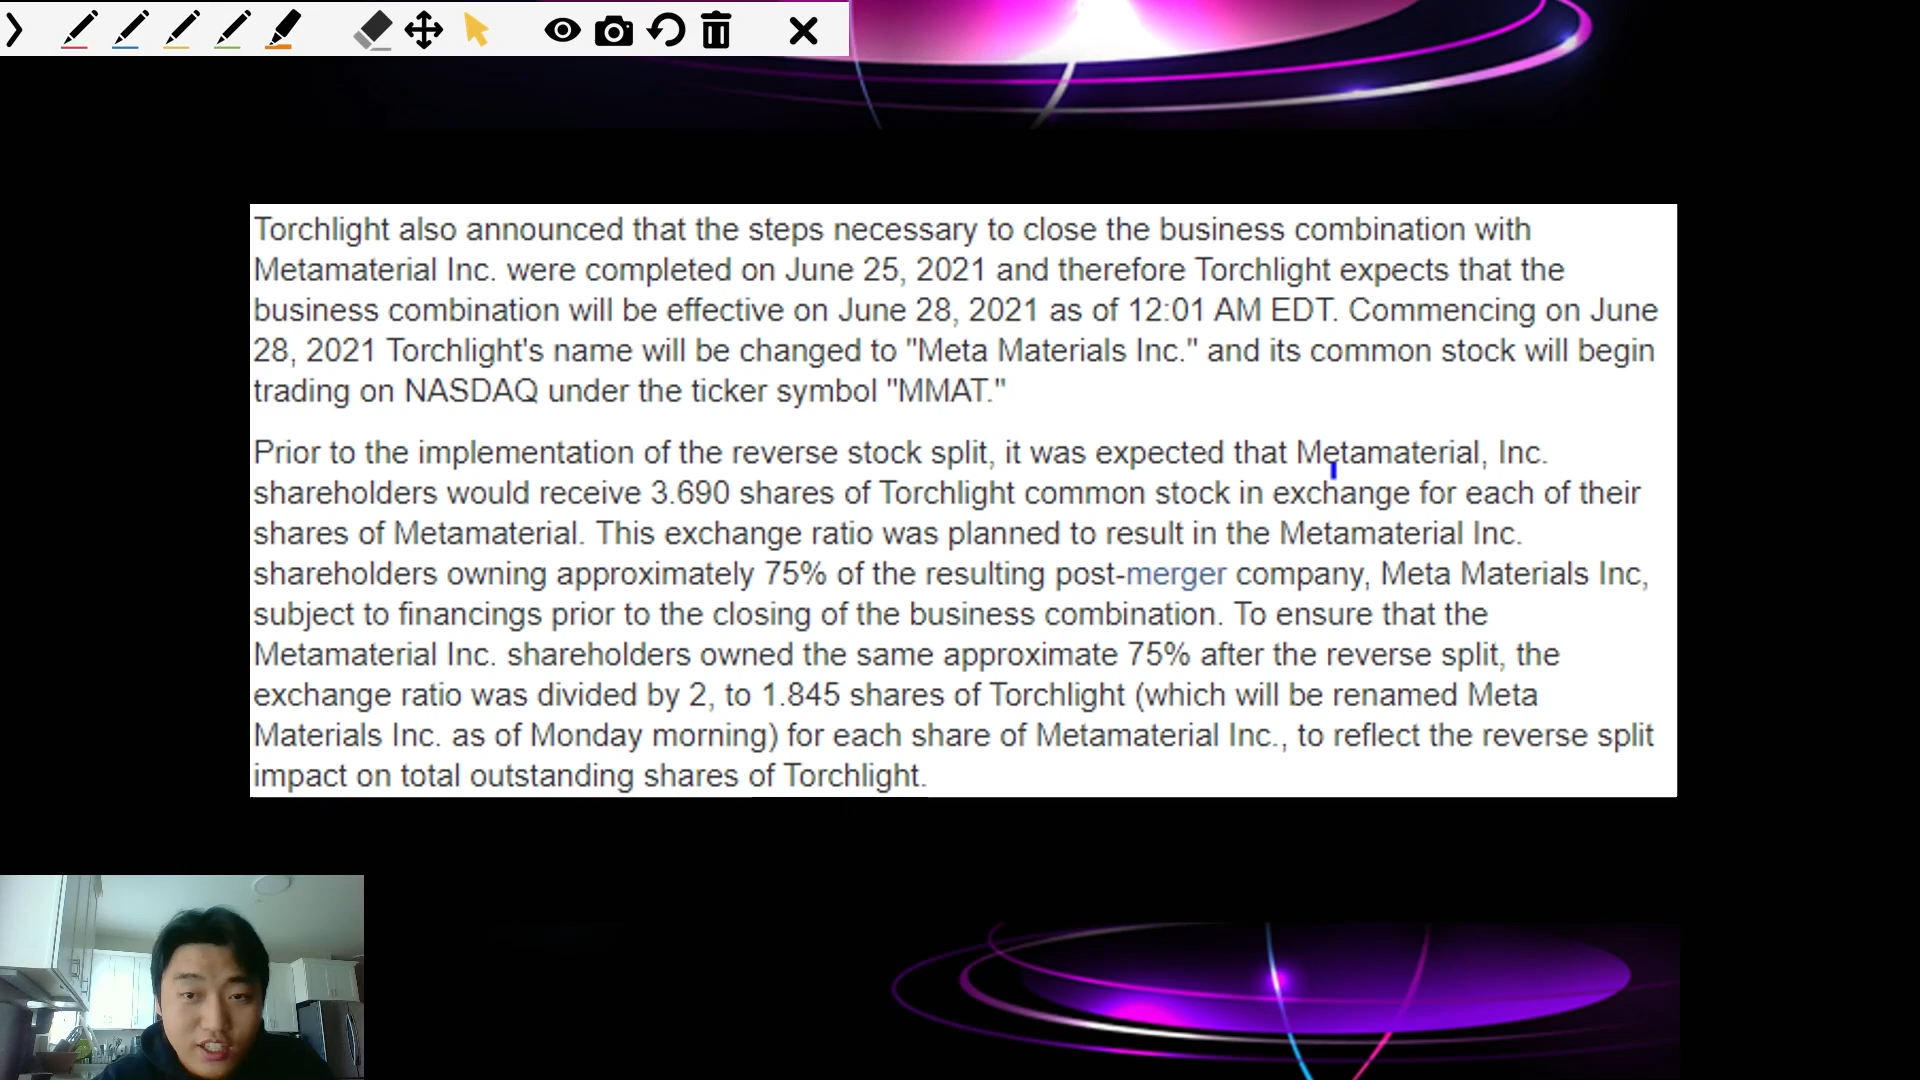 Torchlight also announced that the steps necessary to close the business combination with
Metamaterial Inc. were completed on June 25, 2021 and therefore Torchlight expects that the
business combination will be effective on June 28, 2021 as of 12:01 AM EDT. Commencing on June
28, 2021 Torchlight's name will be changed to "Meta Materials Inc." and its common stock will begin
trading on NASDAQ under the ticker symbol "MMAT."
Prior to the implementation of the reverse stock split, it was expected that Metamaterial, Inc.
shareholders would receive 3.690 shares of Torchlight common stock in exchange for each of their
shares of Metamaterial. This exchange ratio was planned to result in the Metamaterial Inc.
shareholders owning approximately 75% of the resulting post-merger company, Meta Materials Inc,
subject to financings prior to the closing of the business combination. To ensure that the
Metamaterial Inc. shareholders owned the same approximate 75% after the reverse split, the
exchange ratio was divided by 2, to 1.845 shares of Torchlight (which will be renamed Meta
Materials Inc. as of Monday morning) for each share of Metamaterial Inc., to reflect the reverse split
impact on total outstanding shares of Torchlight.